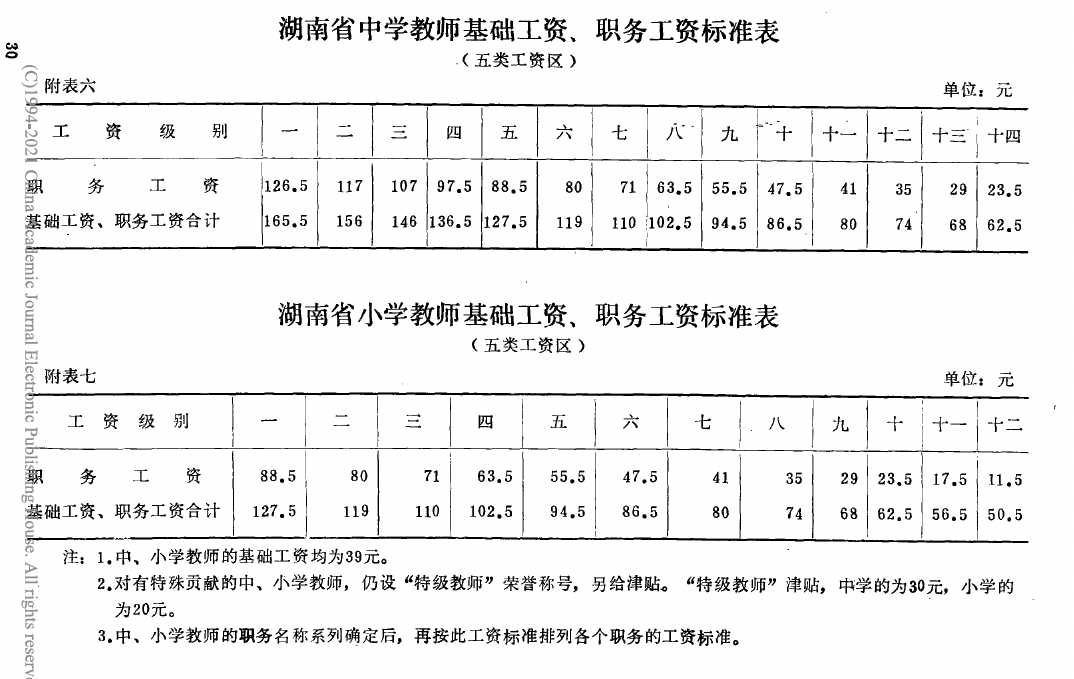 30
湖南省中学教师基础工资、职务工资标准表
（五类工资区）
附表六 单位：元
工资级别 一 二 三 四 五 六 七 八 九 十 十一 十二 十三 十四
职务工资 126.5 117 107 97.5 88.5 80 71 63.5 55.5 47.5 41 35 29 23.5
基础工资、职务工资合计 165.5 156 146 136.5 127.5 119 110 102.5 94.5 86.5 80 74 68 62.5
湖南省小学教师基础工资、职务工资标准表
（五类工资区）
附表七 单位：元
工资级别 一 二 三 四 五 六 七 八 九 十 十一 十二
职务工资 88.5 80 71 63.5 55.5 47.5 41 35 29 23.5 17.5 11.5
基础工资、职务工资合计 127.5 119 110 102.5 94.5 86.5 80 74 68 62.5 56.5 50.5
注：1.中、小学教师的基础工资均为39元。
2.对有特殊贡献的中、小学教师，仍设“特级教师”荣誉称号，另给津贴。“特级教师”津贴，中学的为30元，小学的
为20元。
3.中、小学教师的职务名称系列确定后，再按此工资标准排列各个职务的工资标准。
(C)1994-2021 China Academic Journal Electronic Publishing House. All rights reserve